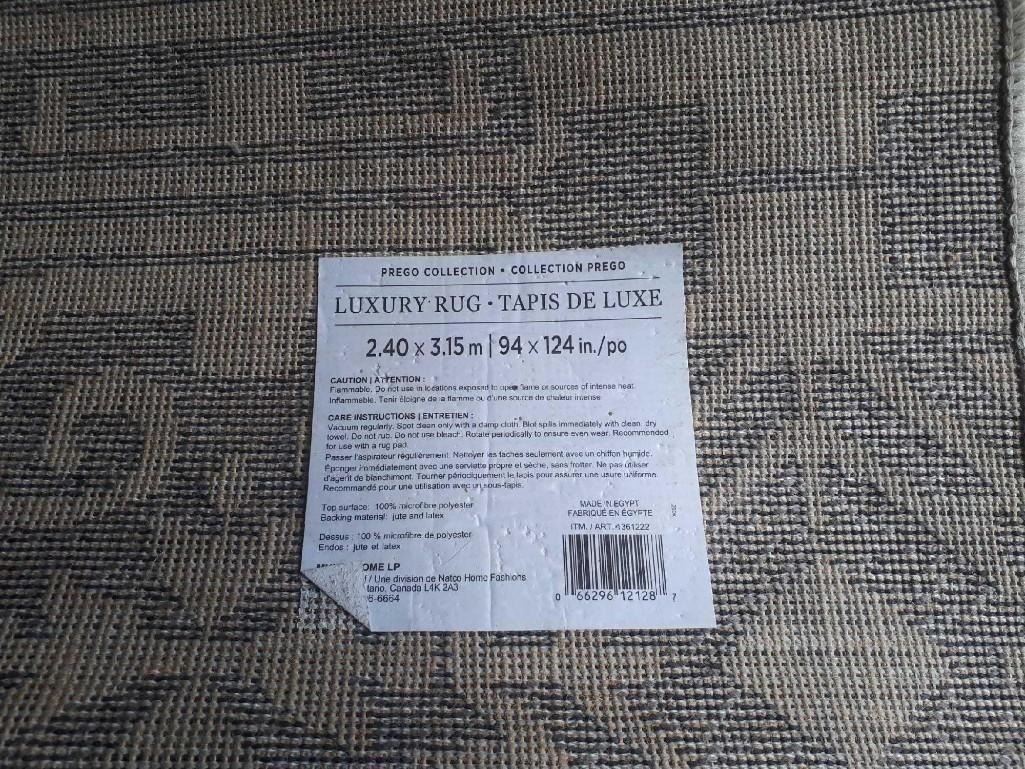 PREGO COLLECTION • COLLECTION PREGO
LUXURY RUG • TAPIS DE LUXE
2.40 x 3.15 m | 94 x 124 in./po
CAUTION | ATTENTION :
Flammable. Do not use in locations exposed to open flame or sources of intense heat.
Inflammable. Tenir éloigné de la flamme ou d'une source de chaleur intense
CARE INSTRUCTIONS | ENTRETIEN :
Vacuum regularly. Spot clean only with a damp cloth. Blot spills immediately with clean, dry
towel. Do not rub. Do not use bleach. Rotate periodically to ensure even wear. Recommended
for use with a rug pad.
Passer l'aspirateur régulièrement. Nettoyer les taches seulement avec un chiffon humide.
Éponger immédiatement avec une serviette propre et sèche, sans frotter. Ne pas utiliser
d'agent de blanchiment. Tourner périodiquement le tapis pour assurer une usure uniforme.
Recommandé pour une utilisation avec un sous-tapis.
Top surface: 100% microfibre polyester
Backing material: jute and latex
Dessus : 100 % microfibre de polyester
Endos : jute et latex
MADE IN EGYPT
FABRIQUÉ EN ÉGYPTE
ITM. / ART. 4361222
OME LP
/ Une division de Natco Home Fashions
tario, Canada L4K 2A3
5-6664
0 66296 12128 7